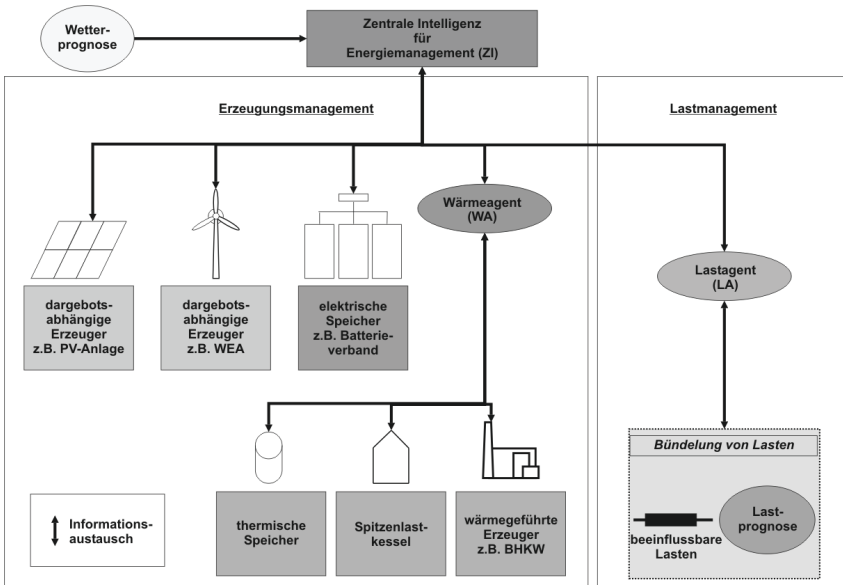 Wetter-
prognose
Zentrale Intelligenz
für
Energiemanagement (ZI)
Erzeugungsmanagement
Lastmanagement
Wärmeagent
(WA)
Lastagent
(LA)
dargebots-
abhängige
Erzeuger
z.B. PV-Anlage
dargebots-
abhängige
Erzeuger
z.B. WEA
elektrische
Speicher
z.B. Batterie-
verband
Bündelung von Lasten
Last-
prognose
beeinflussbare
Lasten
Informations-
austausch
thermische
Speicher
Spitzenlast-
kessel
wärmegeführte
Erzeuger
z.B. BHKW